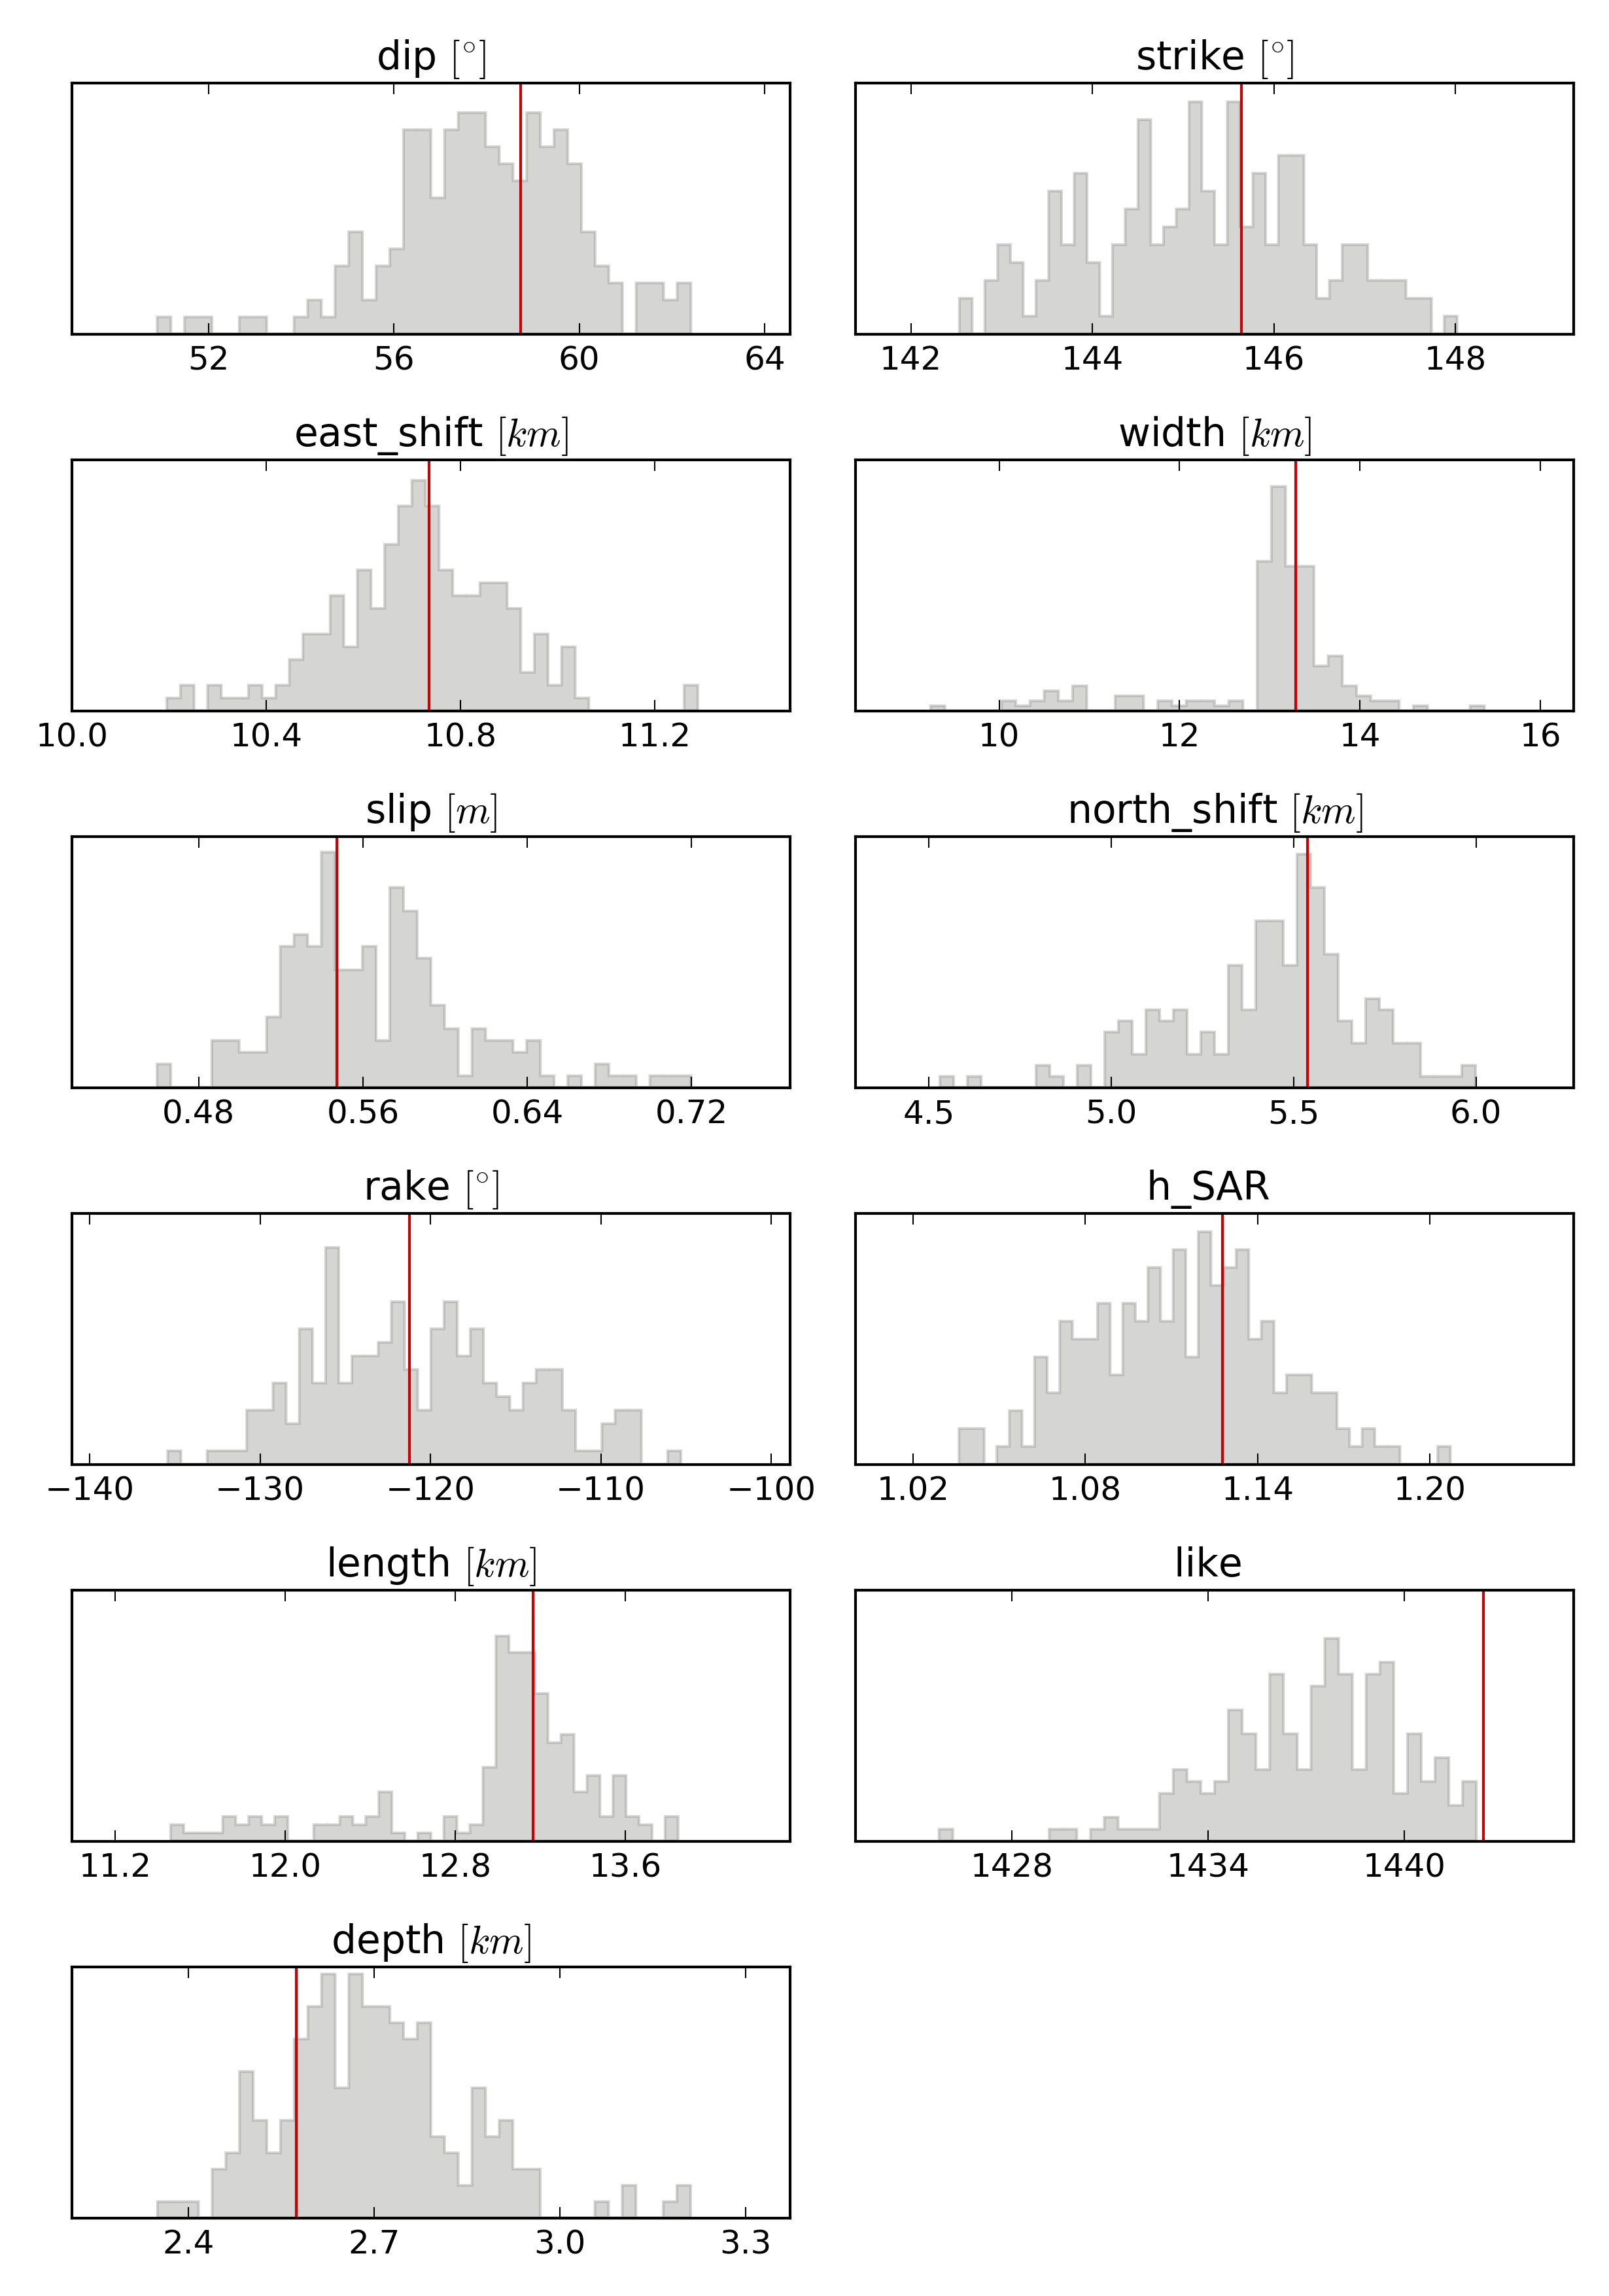 dip [°] strike [°]
52 56 60 64 142 144 146 148
east_shift [km] width [km]
10.0 10.4 10.8 11.2 10 12 14 16
slip [m] north_shift [km]
0.48 0.56 0.64 0.72 4.5 5.0 5.5 6.0
rake [°] h_SAR
−140 −130 −120 −110 −100 1.02 1.08 1.14 1.20
length [km] like
11.2 12.0 12.8 13.6 1428 1434 1440
depth [km]
2.4 2.7 3.0 3.3